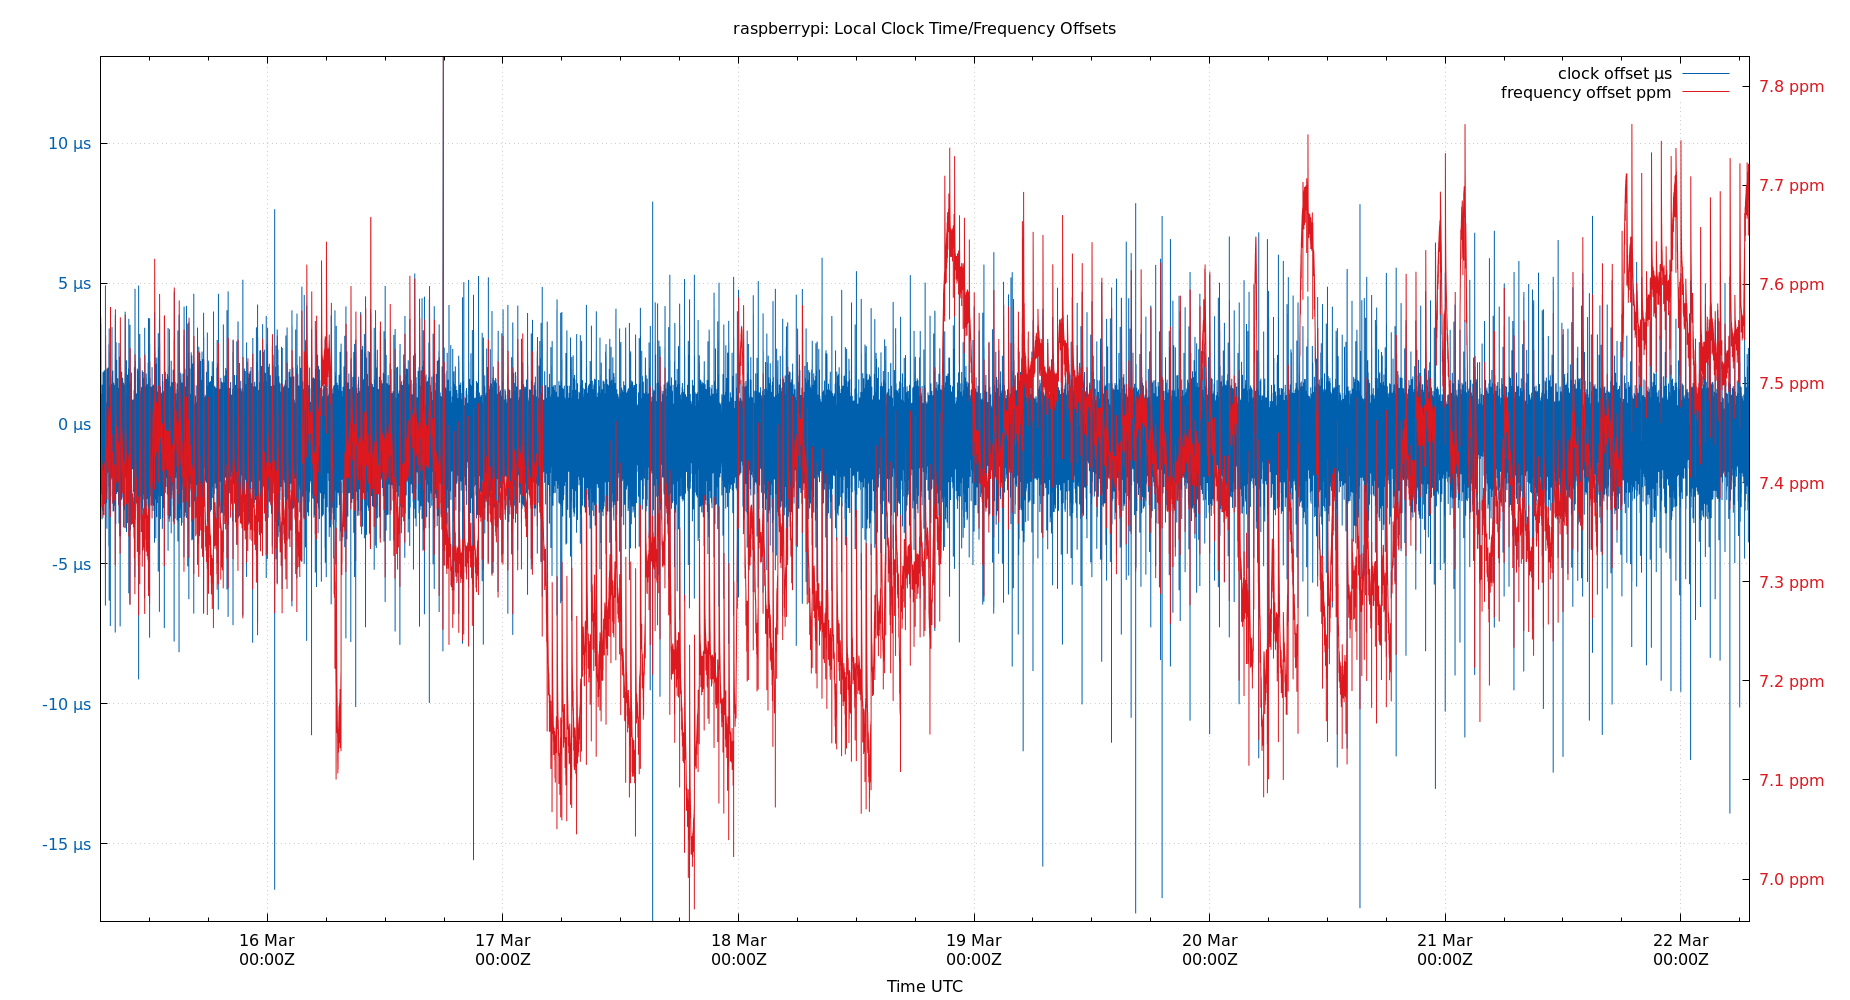 raspberrypi: Local Clock Time/Frequency Offsets
clock offset µs
frequency offset ppm
10 µs
5 µs
0 µs
-5 µs
-10 µs
-15 µs
7.8 ppm
7.7 ppm
7.6 ppm
7.5 ppm
7.4 ppm
7.3 ppm
7.2 ppm
7.1 ppm
7.0 ppm
16 Mar
00:00Z
17 Mar
00:00Z
18 Mar
00:00Z
19 Mar
00:00Z
20 Mar
00:00Z
21 Mar
00:00Z
22 Mar
00:00Z
Time UTC